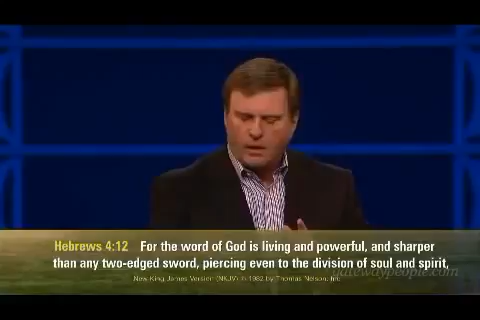 Hebrews 4:12 For the word of God is living and powerful, and sharper
than any two-edged sword, piercing even to the division of soul and spirit,
gatewaypeople.com
New King James Version (NKJV) © 1982 by Thomas Nelson, Inc